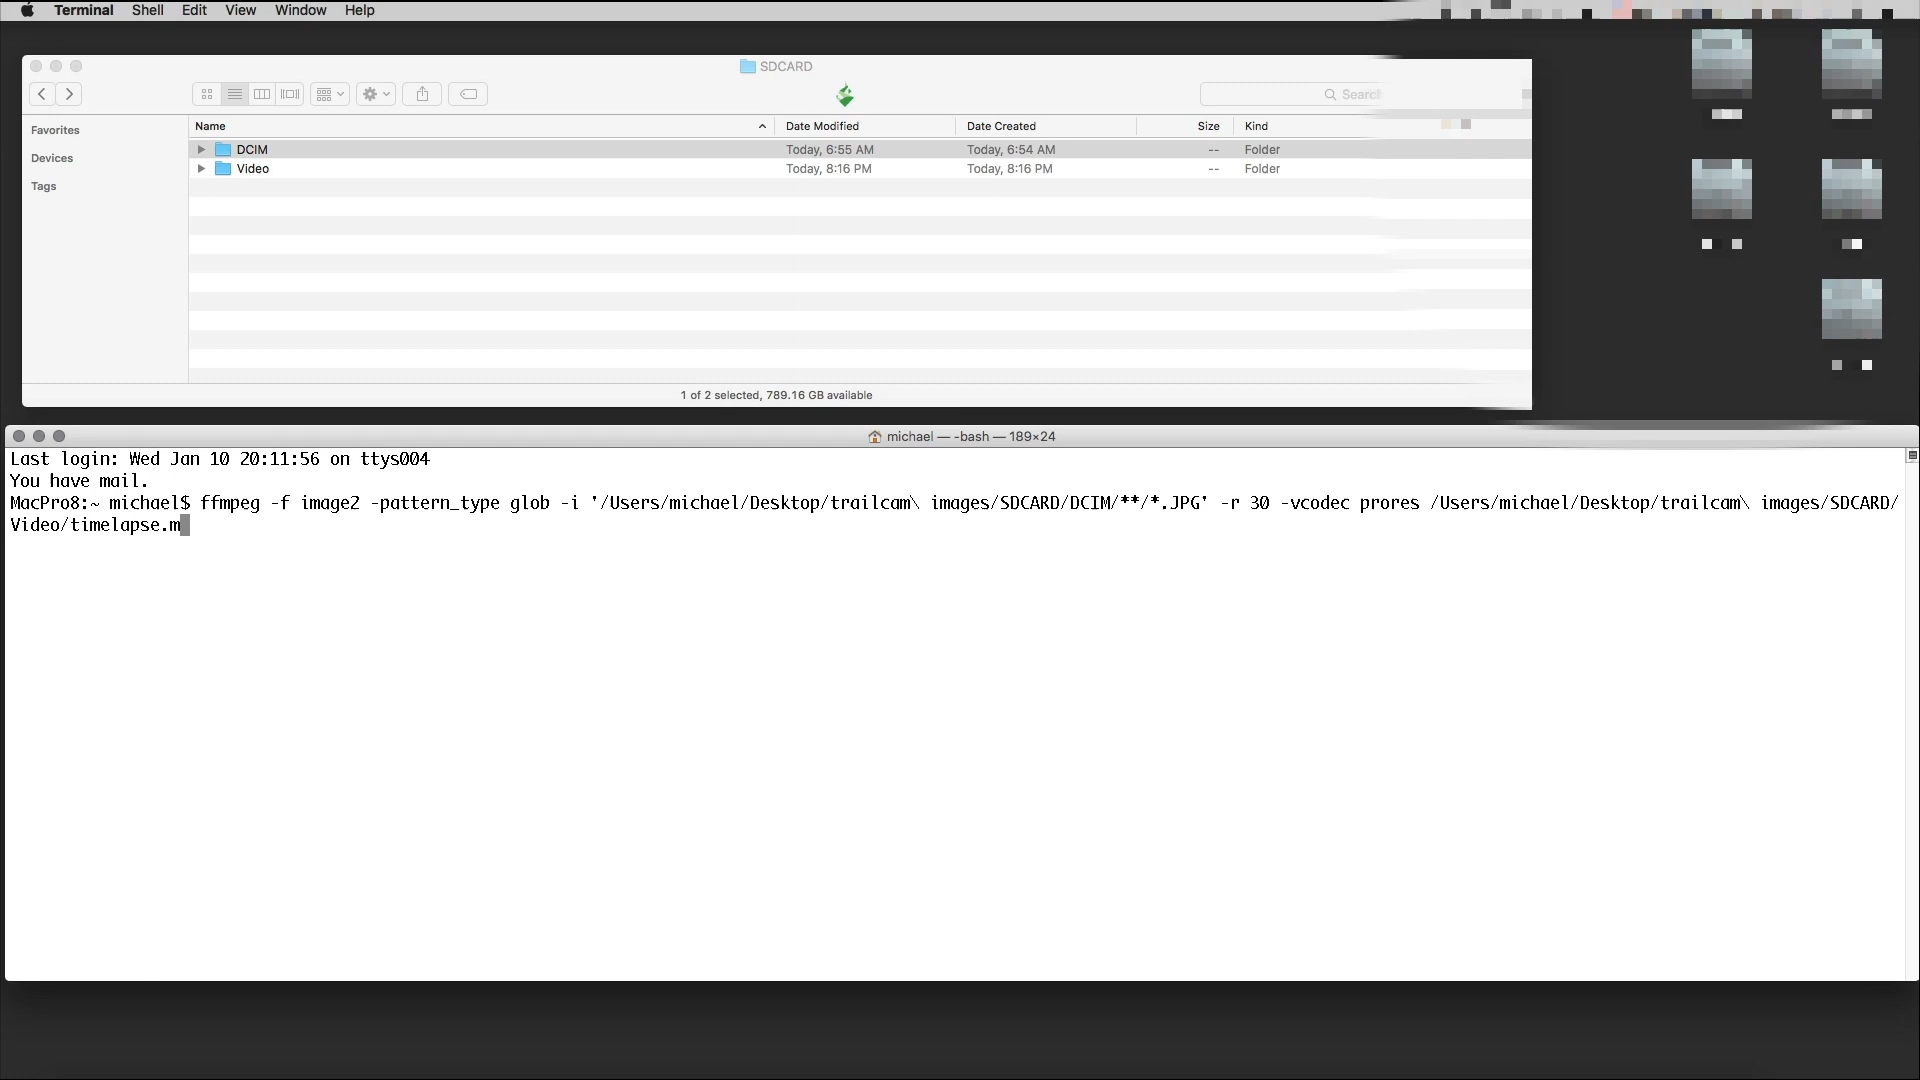 Terminal Shell Edit View Window Help
SDCARD
Search
Favorites
Devices
Tags
Name Date Modified Date Created Size Kind
DCIM Today, 6:55 AM Today, 6:54 AM -- Folder
Video Today, 8:16 PM Today, 8:16 PM -- Folder
1 of 2 selected, 789.16 GB available
michael — -bash — 189×24
Last login: Wed Jan 10 20:11:56 on ttys004
You have mail.
MacPro8:~ michael$ ffmpeg -f image2 -pattern_type glob -i '/Users/michael/Desktop/trailcam\ images/SDCARD/DCIM/**/*.JPG' -r 30 -vcodec prores /Users/michael/Desktop/trailcam\ images/SDCARD/
Video/timelapse.m